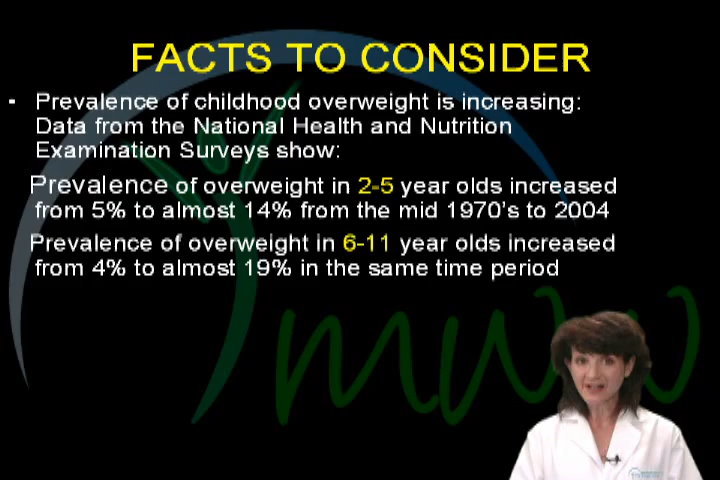 FACTS TO CONSIDER
▪ Prevalence of childhood overweight is increasing:
Data from the National Health and Nutrition
Examination Surveys show:
Prevalence of overweight in 2-5 year olds increased
from 5% to almost 14% from the mid 1970's to 2004
Prevalence of overweight in 6-11 year olds increased
from 4% to almost 19% in the same time period
mww